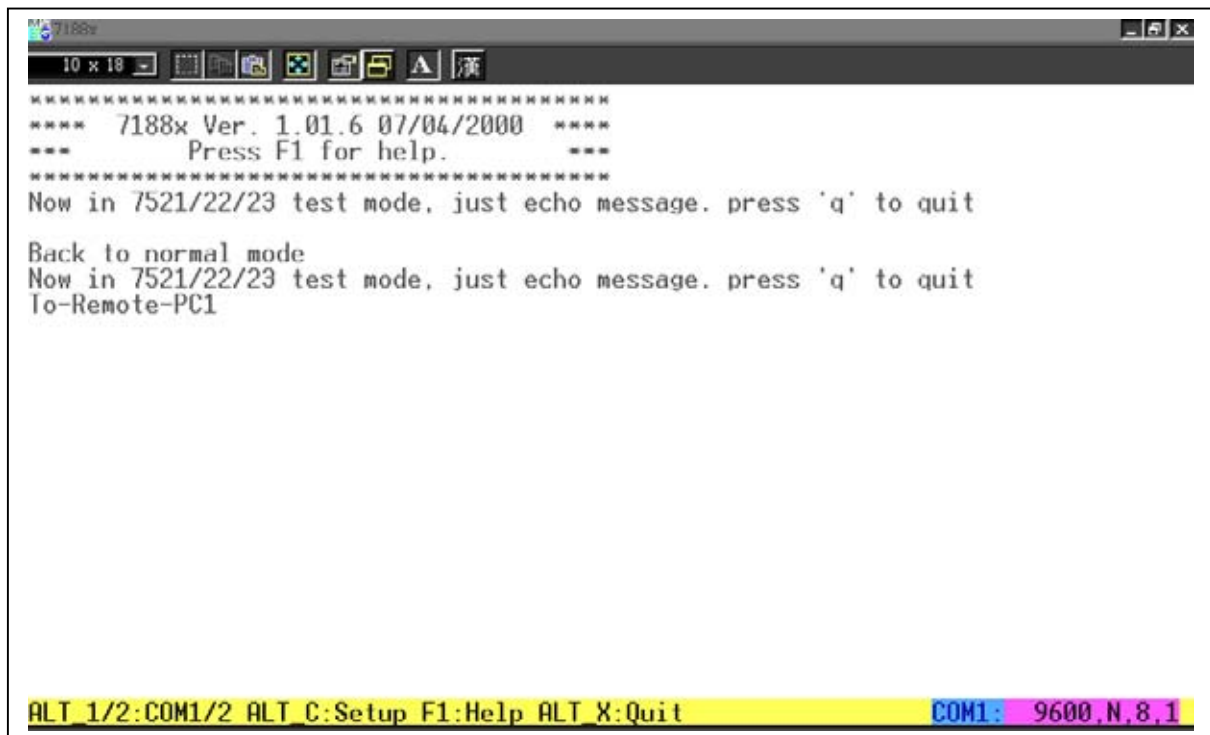 7188x
10 x 18 A 漢
****************************************
**** 7188x Ver. 1.01.6 07/04/2000 ****
*** Press F1 for help. ***
****************************************
Now in 7521/22/23 test mode, just echo message. press 'q' to quit
Back to normal mode
Now in 7521/22/23 test mode, just echo message. press 'q' to quit
To-Remote-PC1
ALT_1/2:COM1/2 ALT_C:Setup F1:Help ALT_X:Quit COM1: 9600,N,8,1